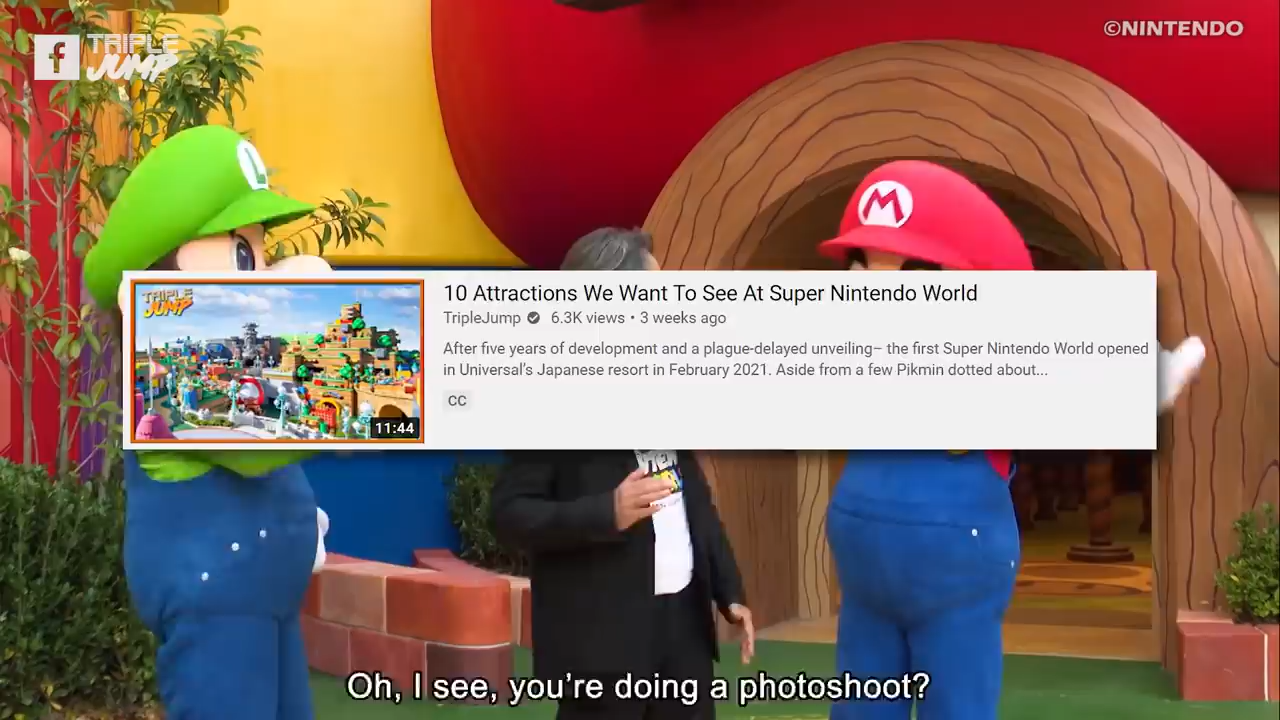 TRIPLE
JUMP
©NINTENDO
TRIPLE
JUMP
11:44
10 Attractions We Want To See At Super Nintendo World
TripleJump 6.3K views • 3 weeks ago
After five years of development and a plague-delayed unveiling– the first Super Nintendo World opened
in Universal’s Japanese resort in February 2021. Aside from a few Pikmin dotted about...
CC
Oh, I see, you’re doing a photoshoot?